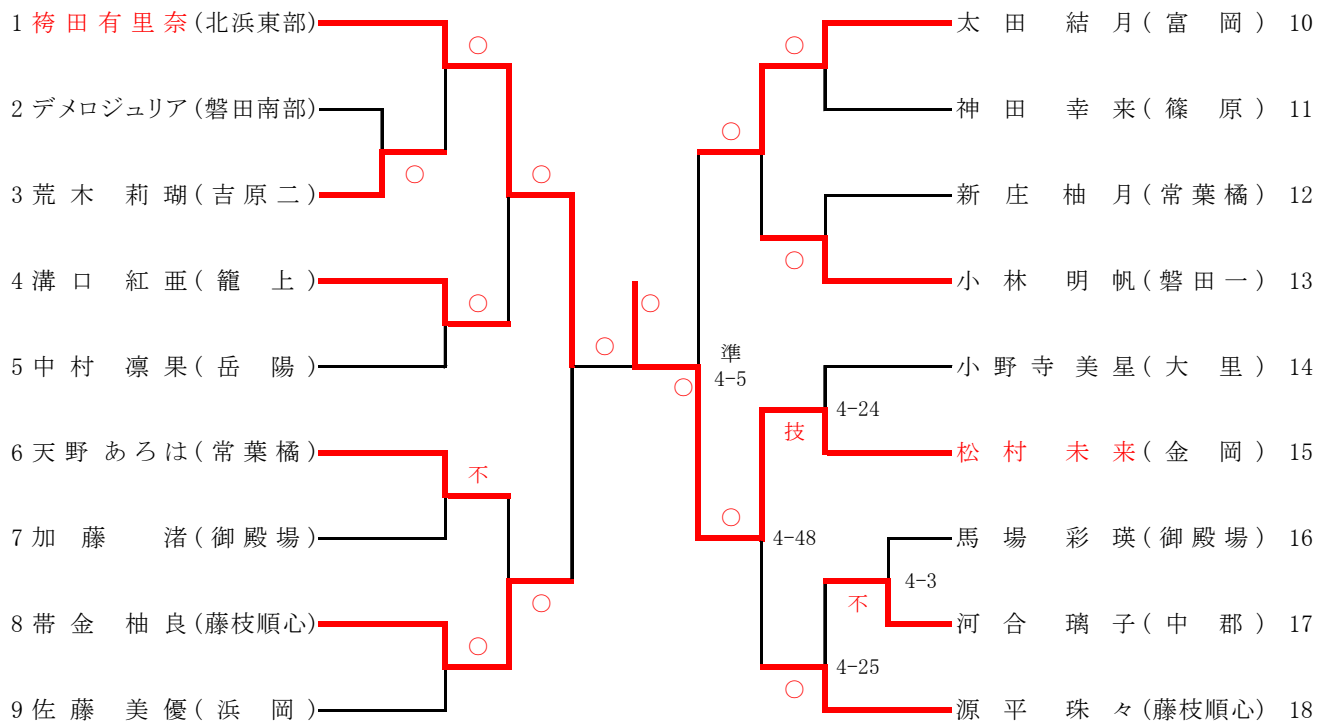 1 袴田有里奈(北浜東部)
2 デメロジュリア(磐田南部)
3 荒木 莉瑚(吉原二)
4 溝口 紅亜(籠 上)
5 中村 凛果(岳 陽)
6 天野 あろは(常葉橘)
7 加藤 渚(御殿場)
8 帯金 柚良(藤枝順心)
9 佐藤 美優(浜 岡)
○
○
○
○
不
○
○
○
○
○
準
4-5
○
○
○
○
技
4-24
4-48
不
4-3
4-25
○
太田 結月(富 岡) 10
神田 幸来(篠 原) 11
新庄 柚月(常葉橘) 12
小林 明帆(磐田一) 13
小野寺美星(大 里) 14
松村 未来(金 岡) 15
馬場 彩瑛(御殿場) 16
河合 璃子(中 郡) 17
源平 珠々(藤枝順心) 18